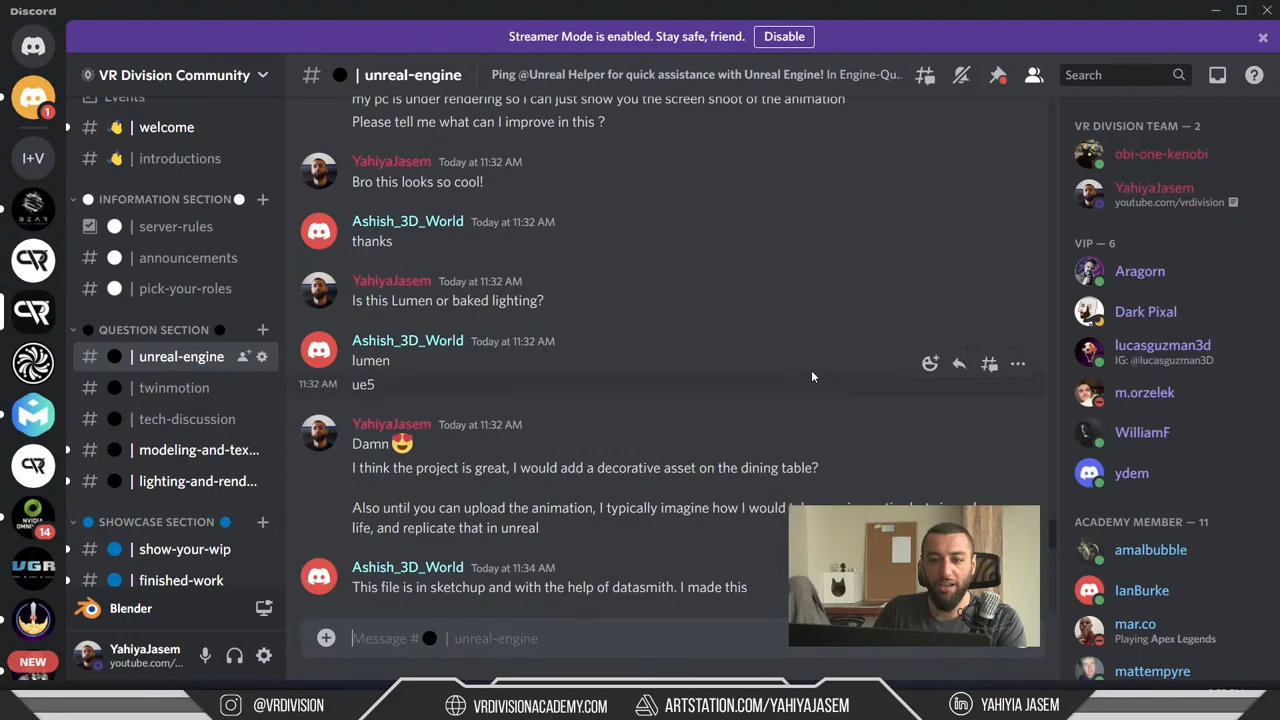 Discord
Streamer Mode is enabled. Stay safe, friend.
Disable
VR Division Community
| unreal-engine
Ping @Unreal Helper for quick assistance with Unreal Engine! In Engine-Qu...
Search
1
I+V
14
NEW
Events
| welcome
| introductions
INFORMATION SECTION
| server-rules
| announcements
| pick-your-roles
QUESTION SECTION
| unreal-engine
| twinmotion
| tech-discussion
| modeling-and-tex...
| lighting-and-rend...
SHOWCASE SECTION
| show-your-wip
| finished-work
Blender
YahiyaJasem
youtube.com/...
my pc is under rendering so I can just show you the screen shoot of the animation
Please tell me what can I improve in this ?
YahiyaJasem Today at 11:32 AM
Bro this looks so cool!
Ashish_3D_World Today at 11:32 AM
thanks
YahiyaJasem Today at 11:32 AM
Is this Lumen or baked lighting?
Ashish_3D_World Today at 11:32 AM
lumen
11:32 AM ue5
YahiyaJasem Today at 11:32 AM
Damn
I think the project is great, I would add a decorative asset on the dining table?
Also until you can upload the animation, I typically imagine how I would
life, and replicate that in unreal
Ashish_3D_World Today at 11:34 AM
This file is in sketchup and with the help of datasmith. I made this
Message # | unreal-engine
VR DIVISION TEAM — 2
obi-one-kenobi
YahiyaJasem
youtube.com/vrdivision
VIP — 6
Aragorn
Dark Pixal
lucasguzman3d
IG: @lucasguzman3D
m.orzelek
WilliamF
ydem
ACADEMY MEMBER — 11
amalbubble
IanBurke
mar.co
Playing Apex Legends
mattempyre
@VRDIVISION
VRDIVISIONACADEMY.COM
ARTSTATION.COM/YAHIYAJASEM
YAHIYIA JASEM